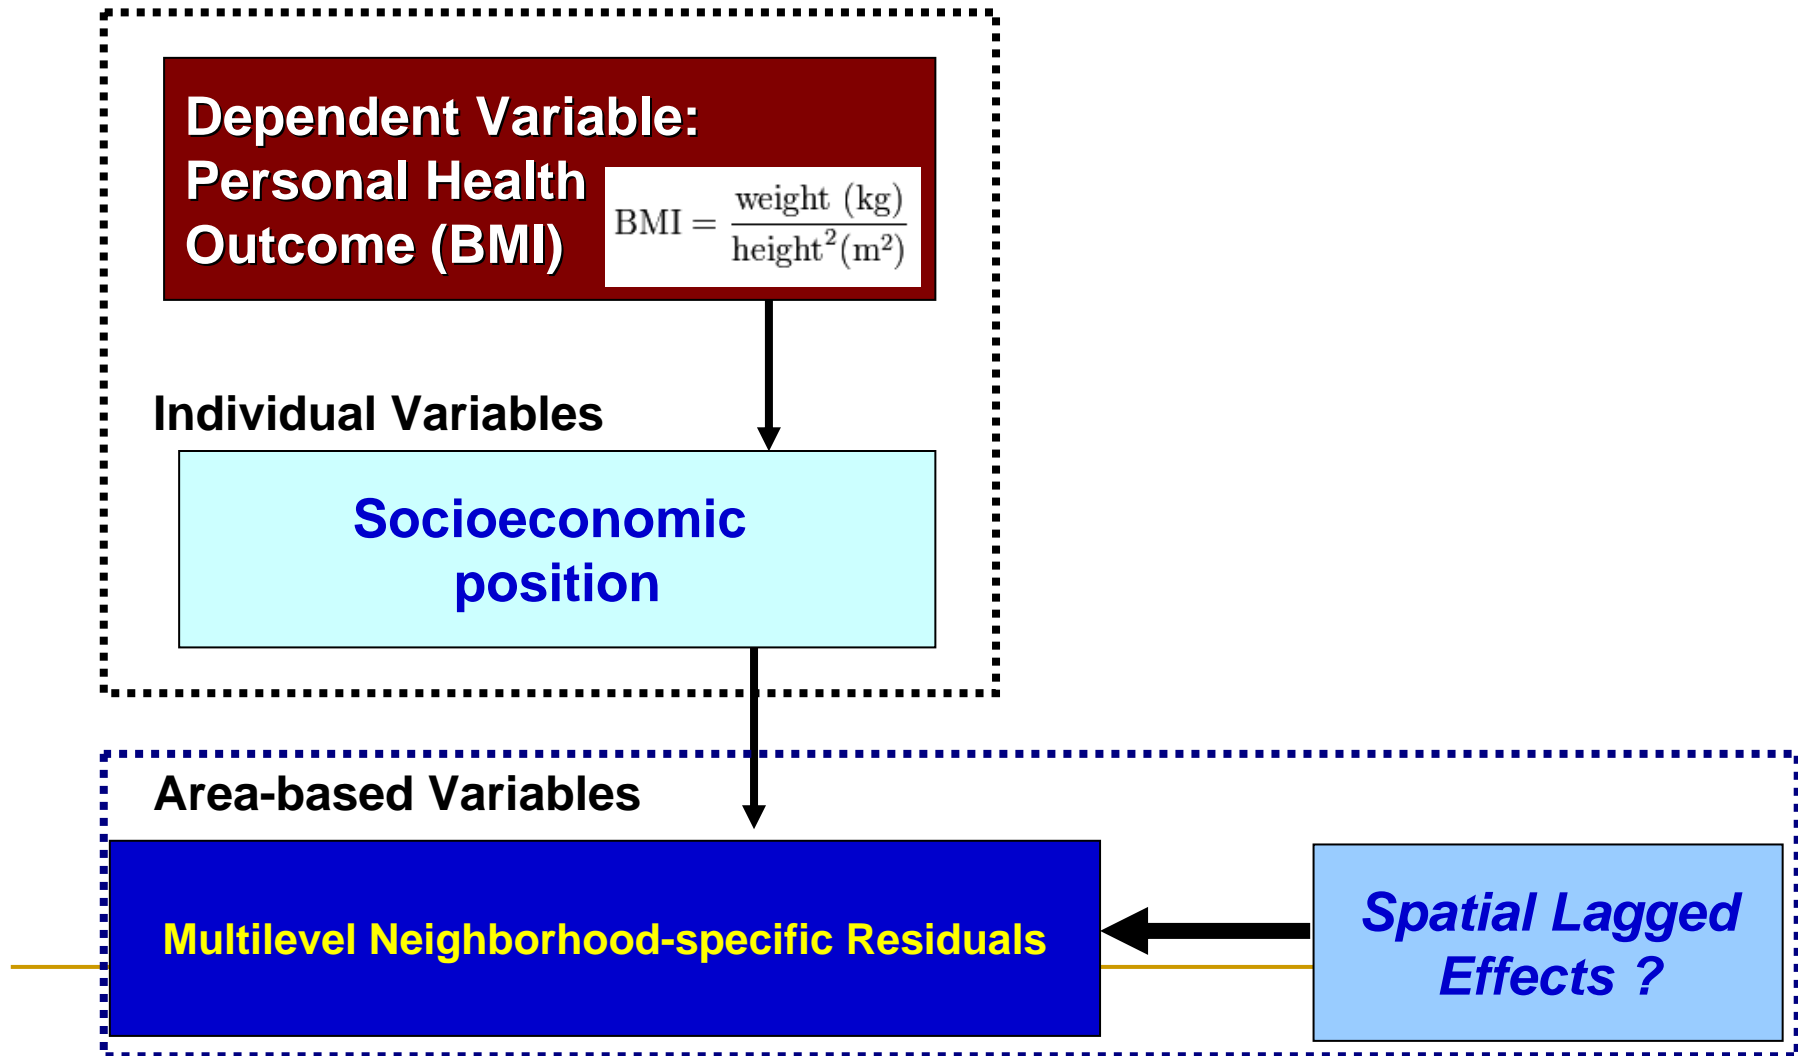 Dependent Variable:
Personal Health
Outcome (BMI)
BMI = weight (kg) / height²(m²)
Individual Variables
Socioeconomic
position
Area-based Variables
Multilevel Neighborhood-specific Residuals
Spatial Lagged
Effects ?